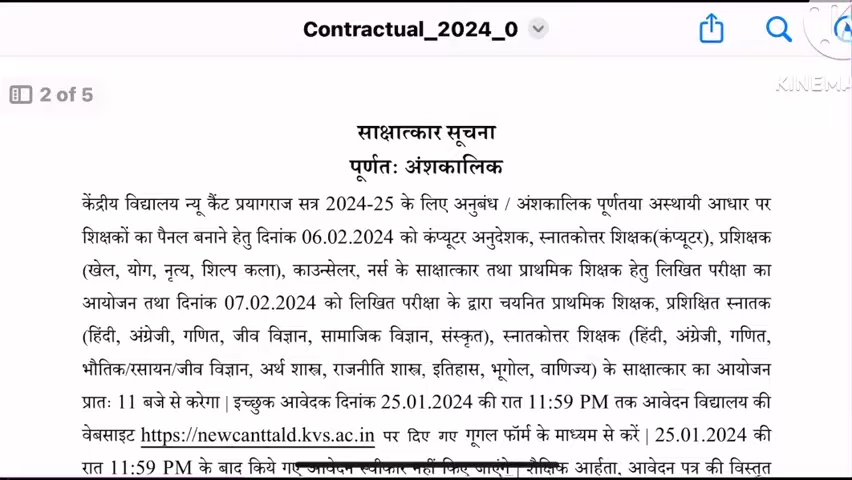 Contractual_2024_0
KINEMA
2 of 5
साक्षात्कार सूचना
पूर्णतः अंशकालिक
केंद्रीय विद्यालय न्यू कैंट प्रयागराज सत्र 2024-25 के लिए अनुबंध / अंशकालिक पूर्णतया अस्थायी आधार पर
शिक्षकों का पैनल बनाने हेतु दिनांक 06.02.2024 को कंप्यूटर अनुदेशक, स्नातकोत्तर शिक्षक(कंप्यूटर), प्रशिक्षक
(खेल, योग, नृत्य, शिल्प कला), काउन्सेलर, नर्स के साक्षात्कार तथा प्राथमिक शिक्षक हेतु लिखित परीक्षा का
आयोजन तथा दिनांक 07.02.2024 को लिखित परीक्षा के द्वारा चयनित प्राथमिक शिक्षक, प्रशिक्षित स्नातक
(हिंदी, अंग्रेजी, गणित, जीव विज्ञान, सामाजिक विज्ञान, संस्कृत), स्नातकोत्तर शिक्षक (हिंदी, अंग्रेजी, गणित,
भौतिक/रसायन/जीव विज्ञान, अर्थ शास्त्र, राजनीति शास्त्र, इतिहास, भूगोल, वाणिज्य) के साक्षात्कार का आयोजन
प्रातः 11 बजे से करेगा | इच्छुक आवेदक दिनांक 25.01.2024 की रात 11:59 PM तक आवेदन विद्यालय की
वेबसाइट https://newcanttald.kvs.ac.in पर दिए गए गूगल फॉर्म के माध्यम से करें | 25.01.2024 की
रात 11:59 PM के बाद किये गए आवेदन स्वीकार नहीं किए जाएंगे | शैक्षिक आर्हता, आवेदन पत्र की विस्तृत